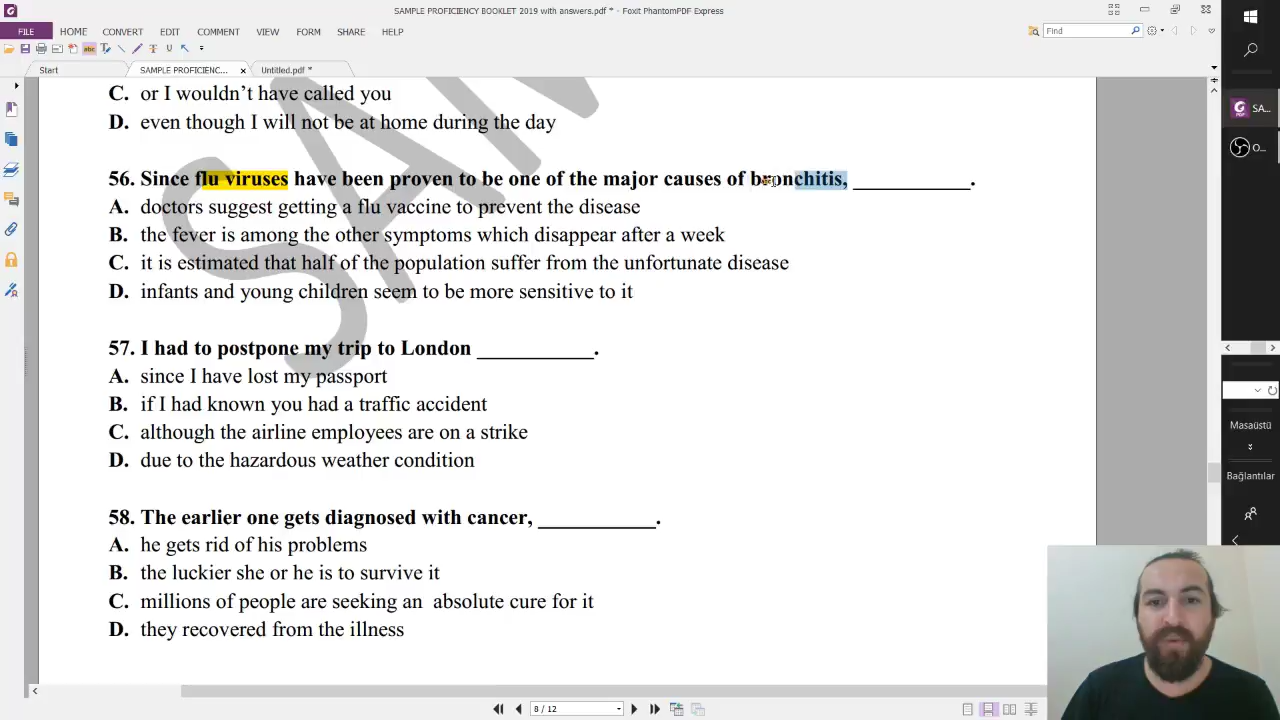 SAMPLE PROFICIENCY BOOKLET 2019 with answers.pdf * - Foxit PhantomPDF Express
FILE HOME CONVERT EDIT COMMENT VIEW FORM SHARE HELP
Find
Start SAMPLE PROFICIENC... * Untitled.pdf *
C. or I wouldn't have called you
D. even though I will not be at home during the day
56. Since flu viruses have been proven to be one of the major causes of bronchitis, ___________.
A. doctors suggest getting a flu vaccine to prevent the disease
B. the fever is among the other symptoms which disappear after a week
C. it is estimated that half of the population suffer from the unfortunate disease
D. infants and young children seem to be more sensitive to it
57. I had to postpone my trip to London ___________.
A. since I have lost my passport
B. if I had known you had a traffic accident
C. although the airline employees are on a strike
D. due to the hazardous weather condition
58. The earlier one gets diagnosed with cancer, ___________.
A. he gets rid of his problems
B. the luckier she or he is to survive it
C. millions of people are seeking an  absolute cure for it
D. they recovered from the illness
8 / 12
SA...
O...
Masaüstü
Bağlantılar